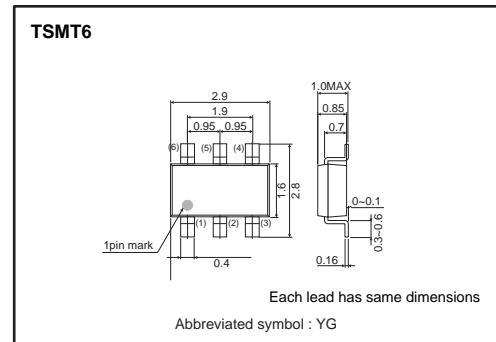 TSMT6
1.0MAX
2.9
0.85
1.9
0.7
0.95 0.95
(6) (5) (4)
1.6
2.8
0~0.1
0.3~0.6
1pin mark
(1) (2) (3)
0.4
0.16
Each lead has same dimensions
Abbreviated symbol : YG